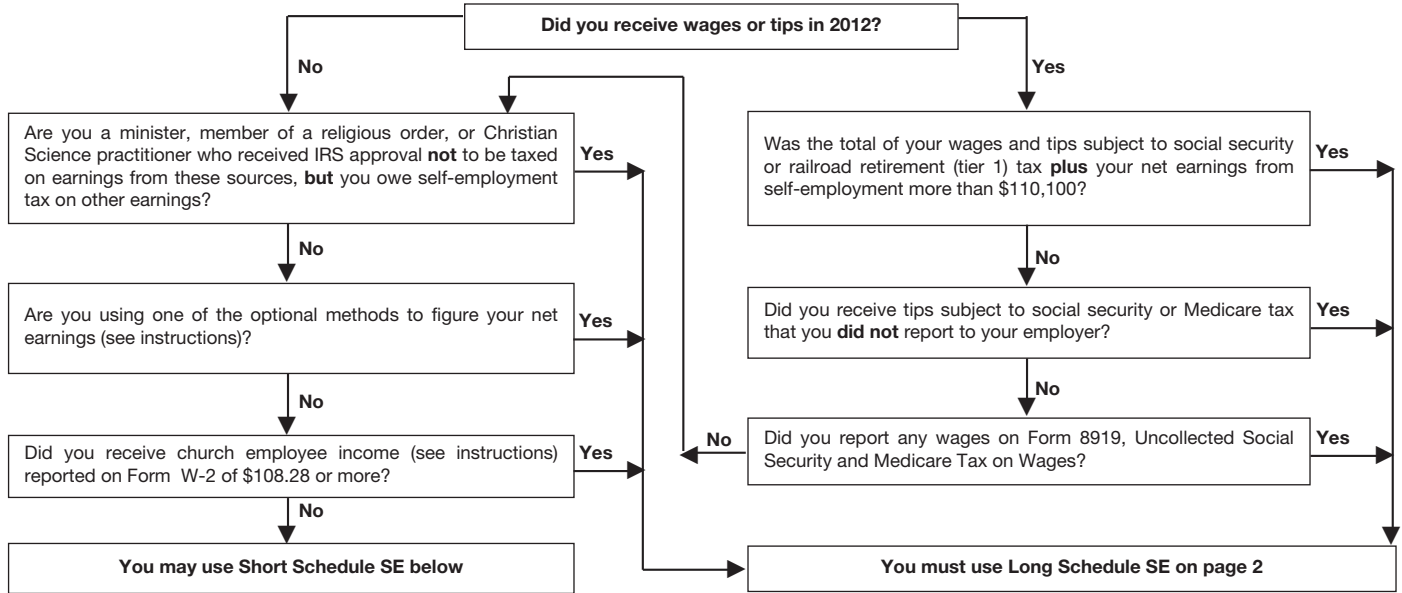 Did you receive wages or tips in 2012?
No
Yes
Are you a minister, member of a religious order, or Christian
Science practitioner who received IRS approval not to be taxed
on earnings from these sources, but you owe self-employment
tax on other earnings?
Yes
Was the total of your wages and tips subject to social security
or railroad retirement (tier 1) tax plus your net earnings from
self-employment more than $110,100?
Yes
No
No
Are you using one of the optional methods to figure your net
earnings (see instructions)?
Yes
Did you receive tips subject to social security or Medicare tax
that you did not report to your employer?
Yes
No
No
Did you receive church employee income (see instructions)
reported on Form W-2 of $108.28 or more?
Yes
No
Did you report any wages on Form 8919, Uncollected Social
Security and Medicare Tax on Wages?
Yes
No
You may use Short Schedule SE below
You must use Long Schedule SE on page 2